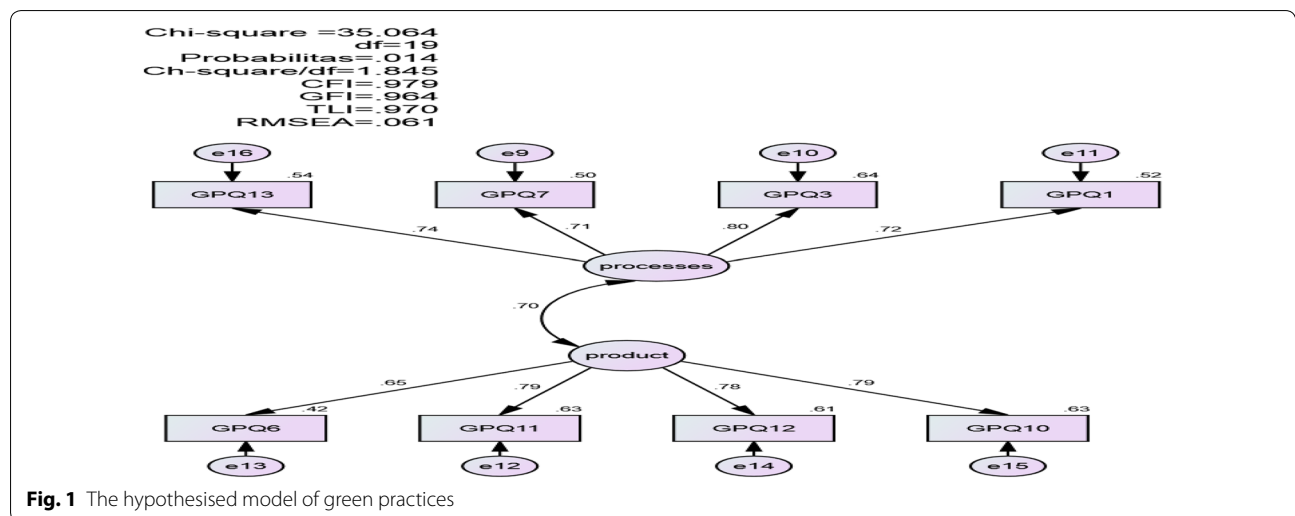 Chi-square =35.064
df=19
Probabilitas=.014
Ch-square/df=1.845
CFI=.979
GFI=.964
TLI=.970
RMSEA=.061
e16 e9 e10 e11
.54 .50 .64 .52
GPQ13 GPQ7 GPQ3 GPQ1
.74 .71 .80 .72
processes
.70
product
.65 .79 .78 .79
.42 .63 .61 .63
GPQ6 GPQ11 GPQ12 GPQ10
e13 e12 e14 e15
Fig. 1 The hypothesised model of green practices